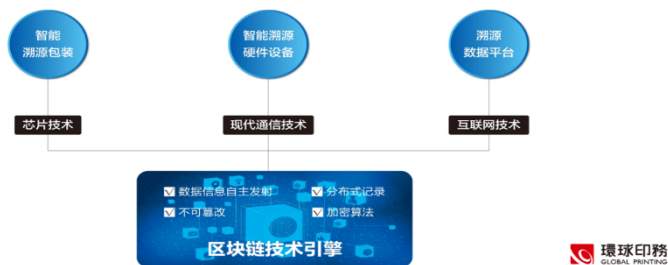 智能
溯源包装
智能溯源
硬件设备
溯源
数据平台
芯片技术
现代通信技术
互联网技术
数据信息自主发射
分布式记录
不可篡改
加密算法
区块链技术引擎
環球印務
GLOBAL PRINTING